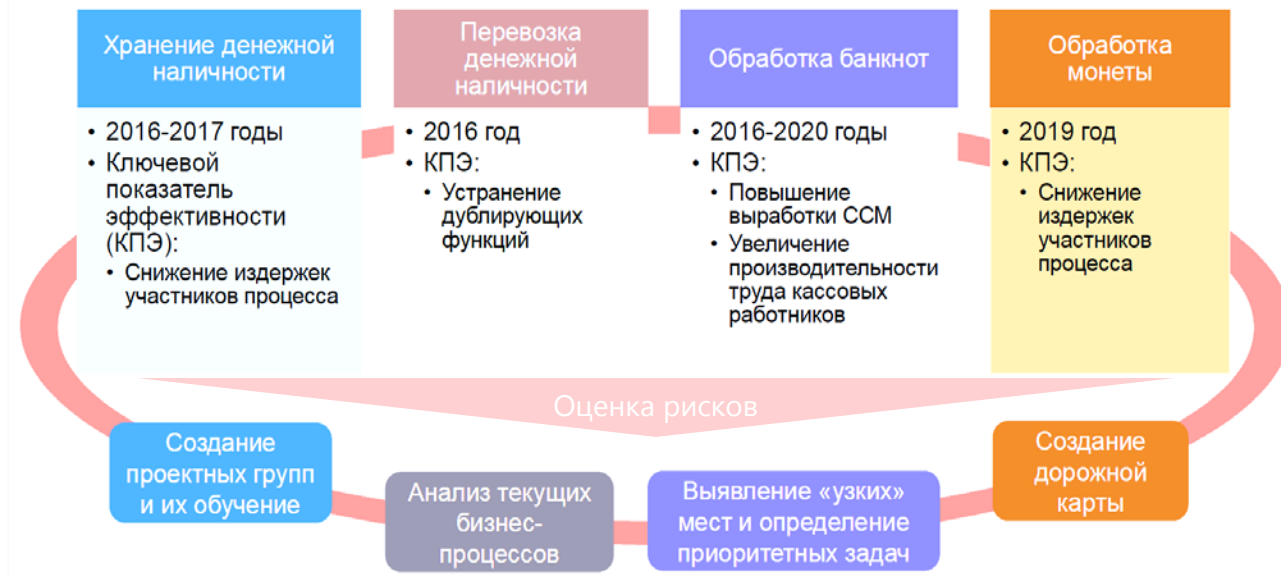 Хранение денежной
наличности
• 2016-2017 годы
• Ключевой
показатель
эффективности
(КПЭ):
• Снижение издержек
участников процесса
Перевозка
денежной
наличности
• 2016 год
• КПЭ:
• Устранение
дублирующих
функций
Обработка банкнот
• 2016-2020 годы
• КПЭ:
• Повышение
выработки ССМ
• Увеличение
производительности
труда кассовых
работников
Обработка
монеты
• 2019 год
• КПЭ:
• Снижение
издержек
участников
процесса
Оценка рисков
Создание
проектных групп
и их обучение
Анализ текущих
бизнес-
процессов
Выявление «узких»
мест и определение
приоритетных задач
Создание
дорожной
карты